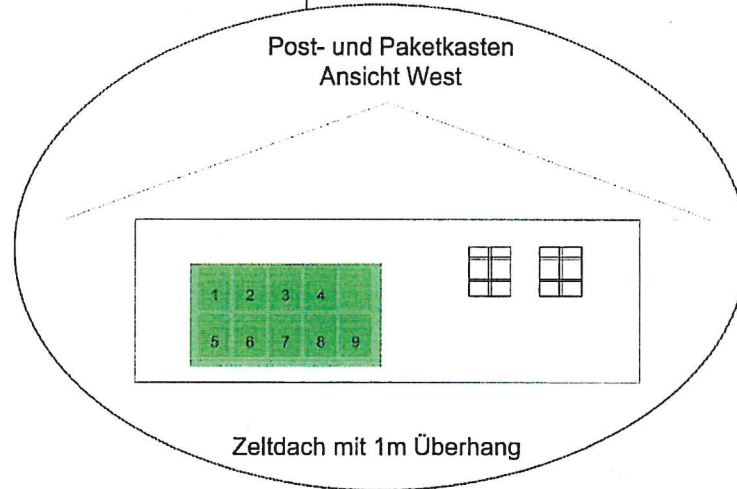 Post- und Paketkasten
Ansicht West
1 2 3 4
5 6 7 8 9
Zeltdach mit 1m Überhang